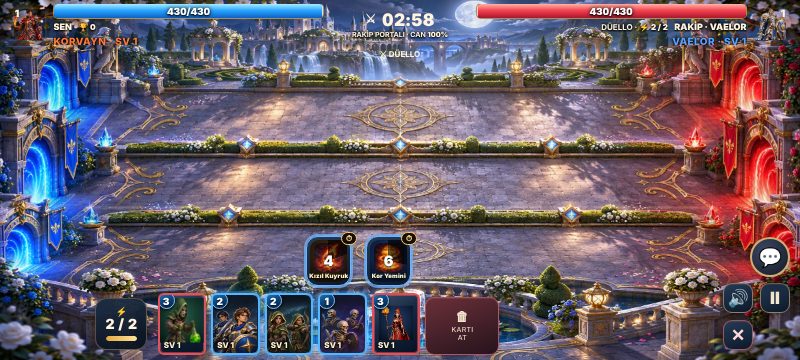 430/430
430/430
1
02:58
SEN · 🏆 0
RAKİP PORTALI · CAN 100%
DÜELLO · ⚡ 2/2 RAKİP · VAELOR
KORVAYN · SV 1
⚔ DÜELLO
VAELOR · SV 1
4
Kızıl Kuyruk
6
Kor Yemini
2 / 2
3
SV 1
2
SV 1
2
SV 1
1
SV 1
3
SV 1
KARTI
AT